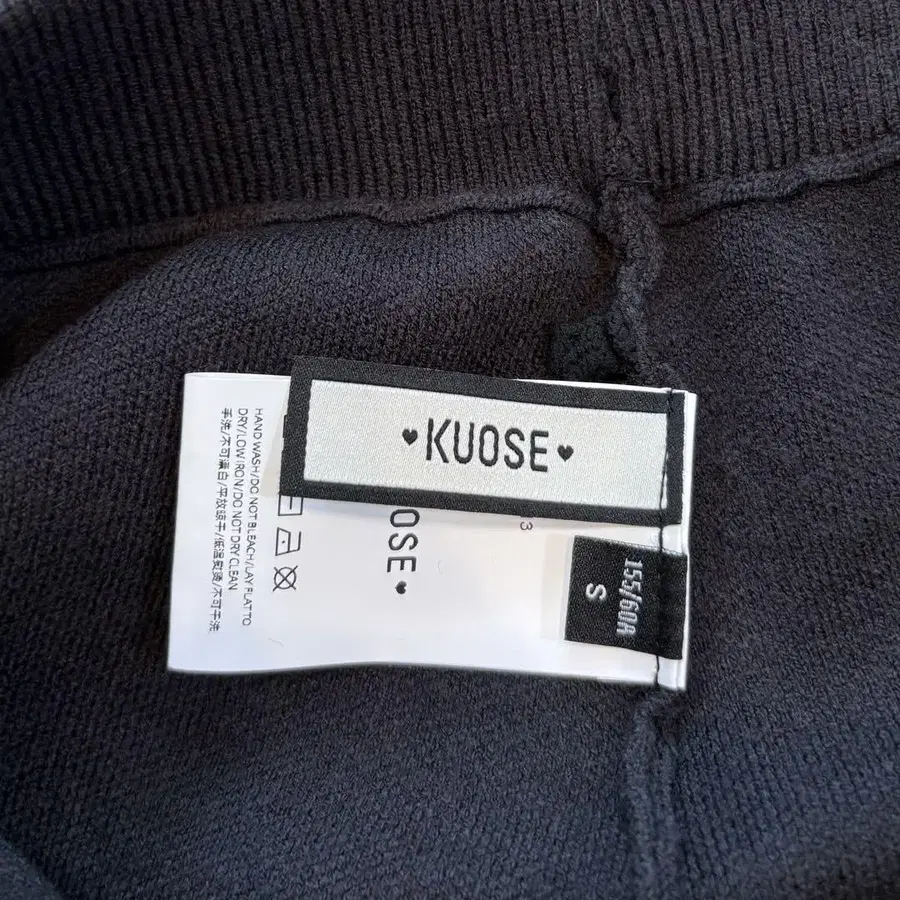 ♥KUOSE♥
OSE♥
3
155/60A
S
HAND WASH/DO NOT BLEACH/LAY FLAT TO
DRY/LOW IRON/DO NOT DRY CLEAN
手洗/不可漂白/平放晾干/低温熨烫/不可干洗